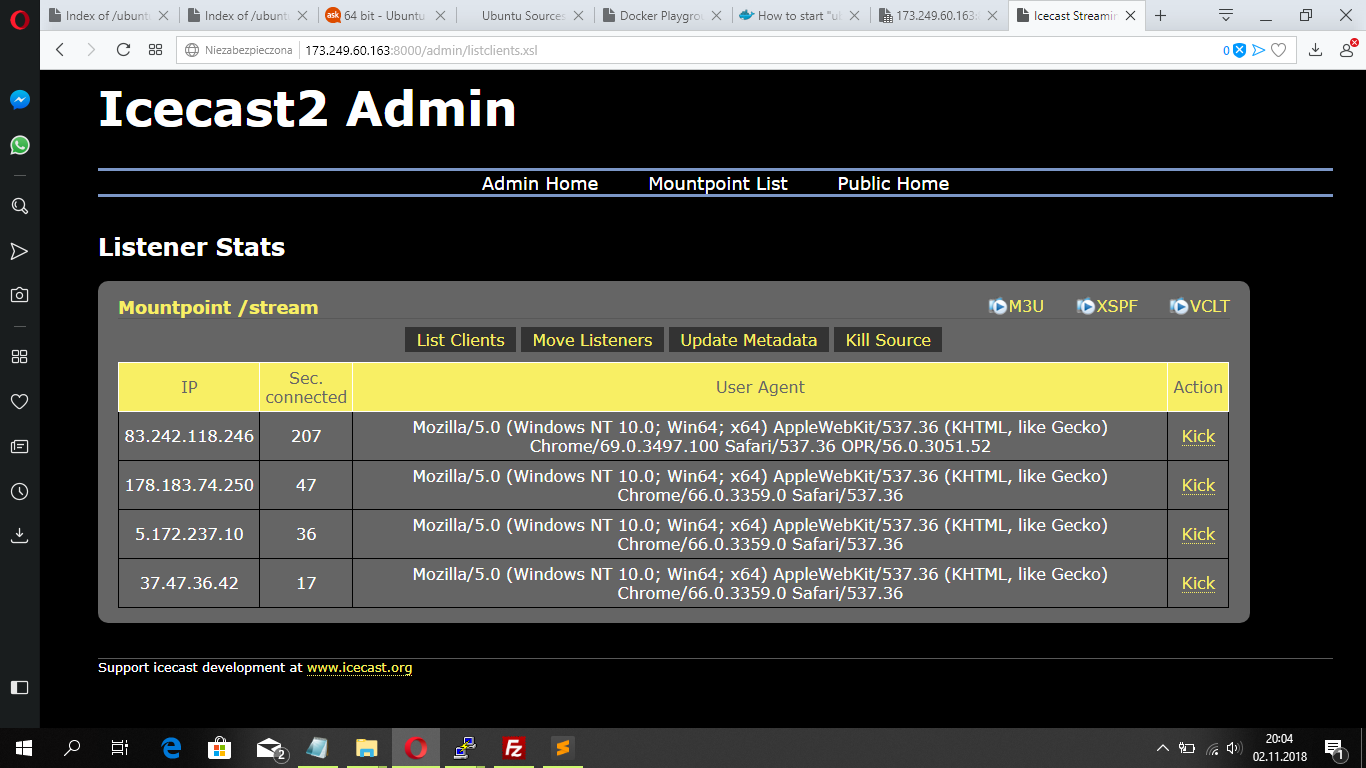 Index of /ubuntu
Index of /ubuntu
ask 64 bit - Ubuntu
Ubuntu Sources
Docker Playgrou
How to start "ul
173.249.60.163:
Icecast Streamin
Niezabezpieczona 173.249.60.163:8000/admin/listclients.xsl
0
Icecast2 Admin
Admin Home Mountpoint List Public Home
Listener Stats
Mountpoint /stream
M3U XSPF VCLT
List Clients Move Listeners Update Metadata Kill Source
IP Sec. connected User Agent Action
83.242.118.246 207 Mozilla/5.0 (Windows NT 10.0; Win64; x64) AppleWebKit/537.36 (KHTML, like Gecko)
Chrome/69.0.3497.100 Safari/537.36 OPR/56.0.3051.52 Kick
178.183.74.250 47 Mozilla/5.0 (Windows NT 10.0; Win64; x64) AppleWebKit/537.36 (KHTML, like Gecko)
Chrome/66.0.3359.0 Safari/537.36 Kick
5.172.237.10 36 Mozilla/5.0 (Windows NT 10.0; Win64; x64) AppleWebKit/537.36 (KHTML, like Gecko)
Chrome/66.0.3359.0 Safari/537.36 Kick
37.47.36.42 17 Mozilla/5.0 (Windows NT 10.0; Win64; x64) AppleWebKit/537.36 (KHTML, like Gecko)
Chrome/66.0.3359.0 Safari/537.36 Kick
Support icecast development at www.icecast.org
2
20:04
02.11.2018
1